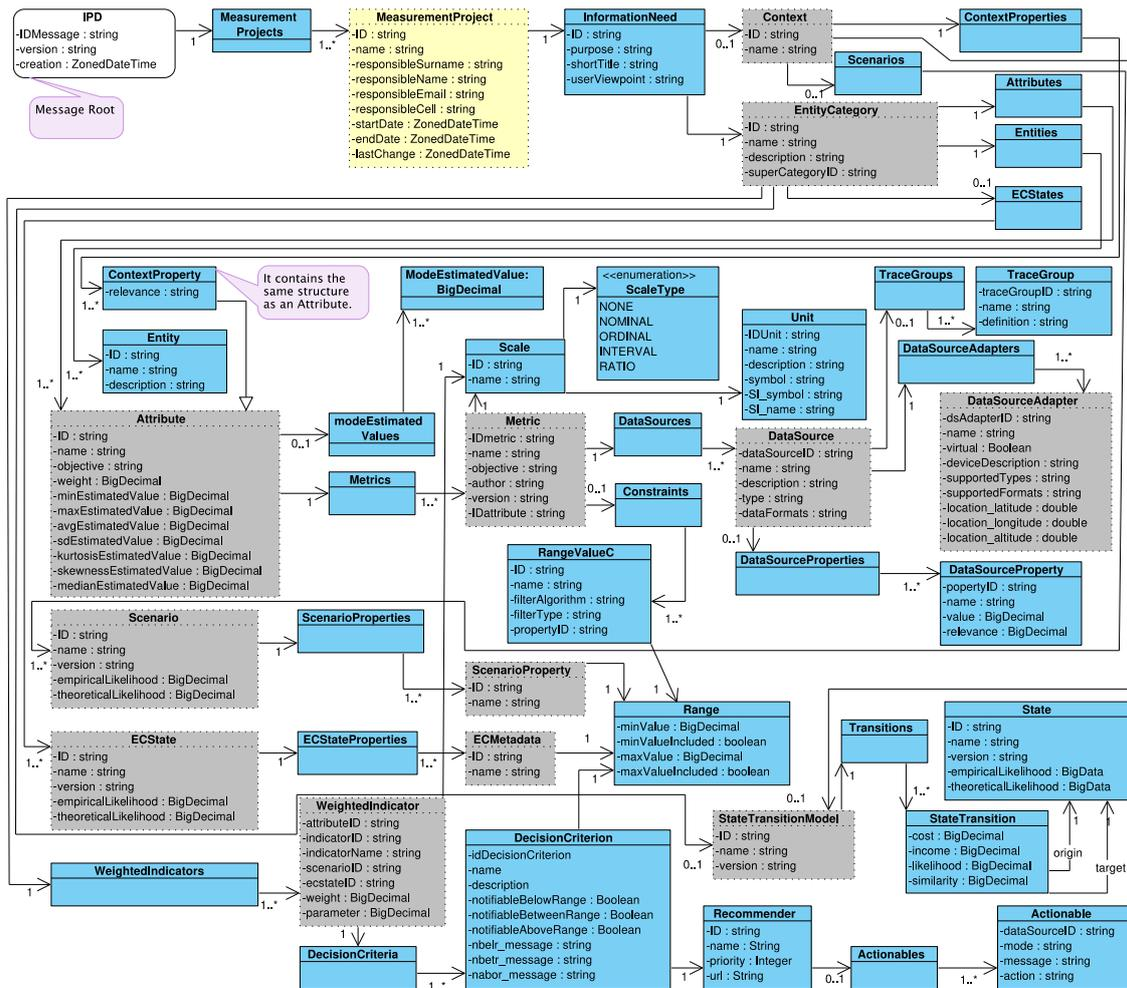 IPD
-IDMessage : string
-version : string
-creation : ZonedDateTime
Message Root
1
Measurement
Projects
1..*
MeasurementProject
-ID : string
-name : string
-responsibleSurname : string
-responsibleName : string
-responsibleEmail : string
-responsibleCell : string
-startDate : ZonedDateTime
-endDate : ZonedDateTime
-lastChange : ZonedDateTime
1
InformationNeed
-ID : string
-purpose : string
-shortTitle : string
-userViewpoint : string
0..1
Context
-ID : string
-name : string
1
ContextProperties
0..1
Scenarios
1
EntityCategory
-ID : string
-name : string
-description : string
-superCategoryID : string
1
Attributes
1
Entities
0..1
ECStates
1..*
ContextProperty
-relevance : string
It contains the
same structure
as an Attribute.
1..*
Entity
-ID : string
-name : string
-description : string
1..*
Attribute
-ID : string
-name : string
-objective : string
-weight : BigDecimal
-minEstimatedValue : BigDecimal
-maxEstimatedValue : BigDecimal
-avgEstimatedValue : BigDecimal
-sdEstimatedValue : BigDecimal
-kurtosisEstimatedValue : BigDecimal
-skewnessEstimatedValue : BigDecimal
-medianEstimatedValue : BigDecimal
0..1
modeEstimated
Values
1..*
ModeEstimatedValue:
BigDecimal
1
Metrics
1..*
Metric
-IDmetric : string
-name : string
-objective : string
-author : string
-version : string
-IDattribute : string
1
1
Scale
-ID : string
-name : string
1
<<enumeration>>
ScaleType
NONE
NOMINAL
ORDINAL
INTERVAL
RATIO
1
Unit
-IDUnit : string
-name : string
-description : string
-symbol : string
-SI_symbol : string
-SI_name : string
1
DataSources
1..*
DataSource
-dataSourceID : string
-name : string
-description : string
-type : string
-dataFormats : string
0..1
TraceGroups
1..*
TraceGroup
-traceGroupID : string
-name : string
-definition : string
1
DataSourceAdapters
1..*
DataSourceAdapter
-dsAdapterID : string
-name : string
-virtual : Boolean
-deviceDescription : string
-supportedTypes : string
-supportedFormats : string
-location_latitude : double
-location_longitude : double
-location_altitude : double
0..1
Constraints
1..*
RangeValueC
-ID : string
-name : string
-filterAlgorithm : string
-filterType : string
-propertyID : string
0..1
DataSourceProperties
1..*
DataSourceProperty
-popertyID : string
-name : string
-value : BigDecimal
-relevance : BigDecimal
1..*
Scenario
-ID : string
-name : string
-version : string
-empiricalLikelihood : BigDecimal
-theoreticalLikelihood : BigDecimal
1
ScenarioProperties
1..*
ScenarioProperty
-ID : string
-name : string
1
1
Range
-minValue : BigDecimal
-minValueIncluded : boolean
-maxValue : BigDecimal
-maxValueIncluded : boolean
1..*
ECState
-ID : string
-name : string
-version : string
-empiricalLikelihood : BigDecimal
-theoreticalLikelihood : BigDecimal
1
ECStateProperties
1..*
ECMetadata
-ID : string
-name : string
1
1
0..1
Transitions
1
1..*
State
-ID : string
-name : string
-version : string
-empiricalLikelihood : BigData
-theoreticalLikelihood : BigData
0..1
StateTransitionModel
-ID : string
-name : string
-version : string
StateTransition
-cost : BigDecimal
-income : BigDecimal
-likelihood : BigDecimal
-similarity : BigDecimal
1
origin
1
target
1
WeightedIndicators
1..*
WeightedIndicator
-attributeID : string
-indicatorID : string
-indicatorName : string
-scenarioID : string
-ecstateID : string
-weight : BigDecimal
-parameter : BigDecimal
1
DecisionCriteria
1..*
DecisionCriterion
-idDecisionCriterion
-name
-description
-notifiableBelowRange : Boolean
-notifiableBetweenRange : Boolean
-notifiableAboveRange : Boolean
-nbelr_message : string
-nbetr_message : string
-nabor_message : string
1
Recommender
-ID : string
-name : String
-priority : Integer
-url : String
0..1
Actionables
1..*
Actionable
-dataSourceID : string
-mode : string
-message : string
-action : string